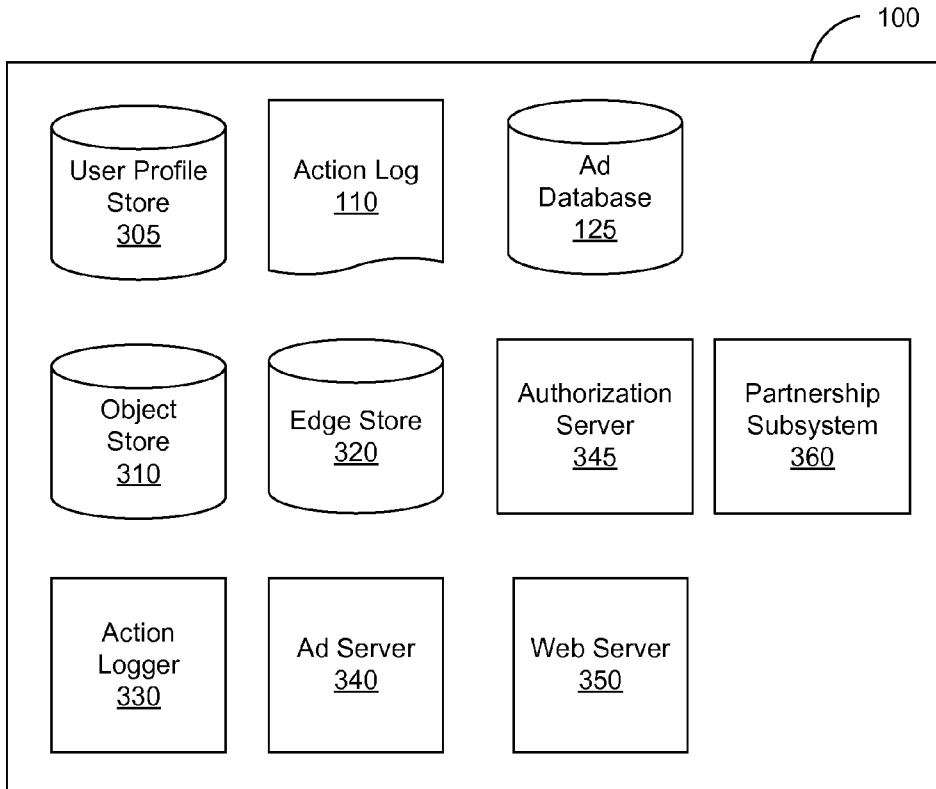 100
User Profile
Store
305
Action Log
110
Ad
Database
125
Object
Store
310
Edge Store
320
Authorization
Server
345
Partnership
Subsystem
360
Action
Logger
330
Ad Server
340
Web Server
350